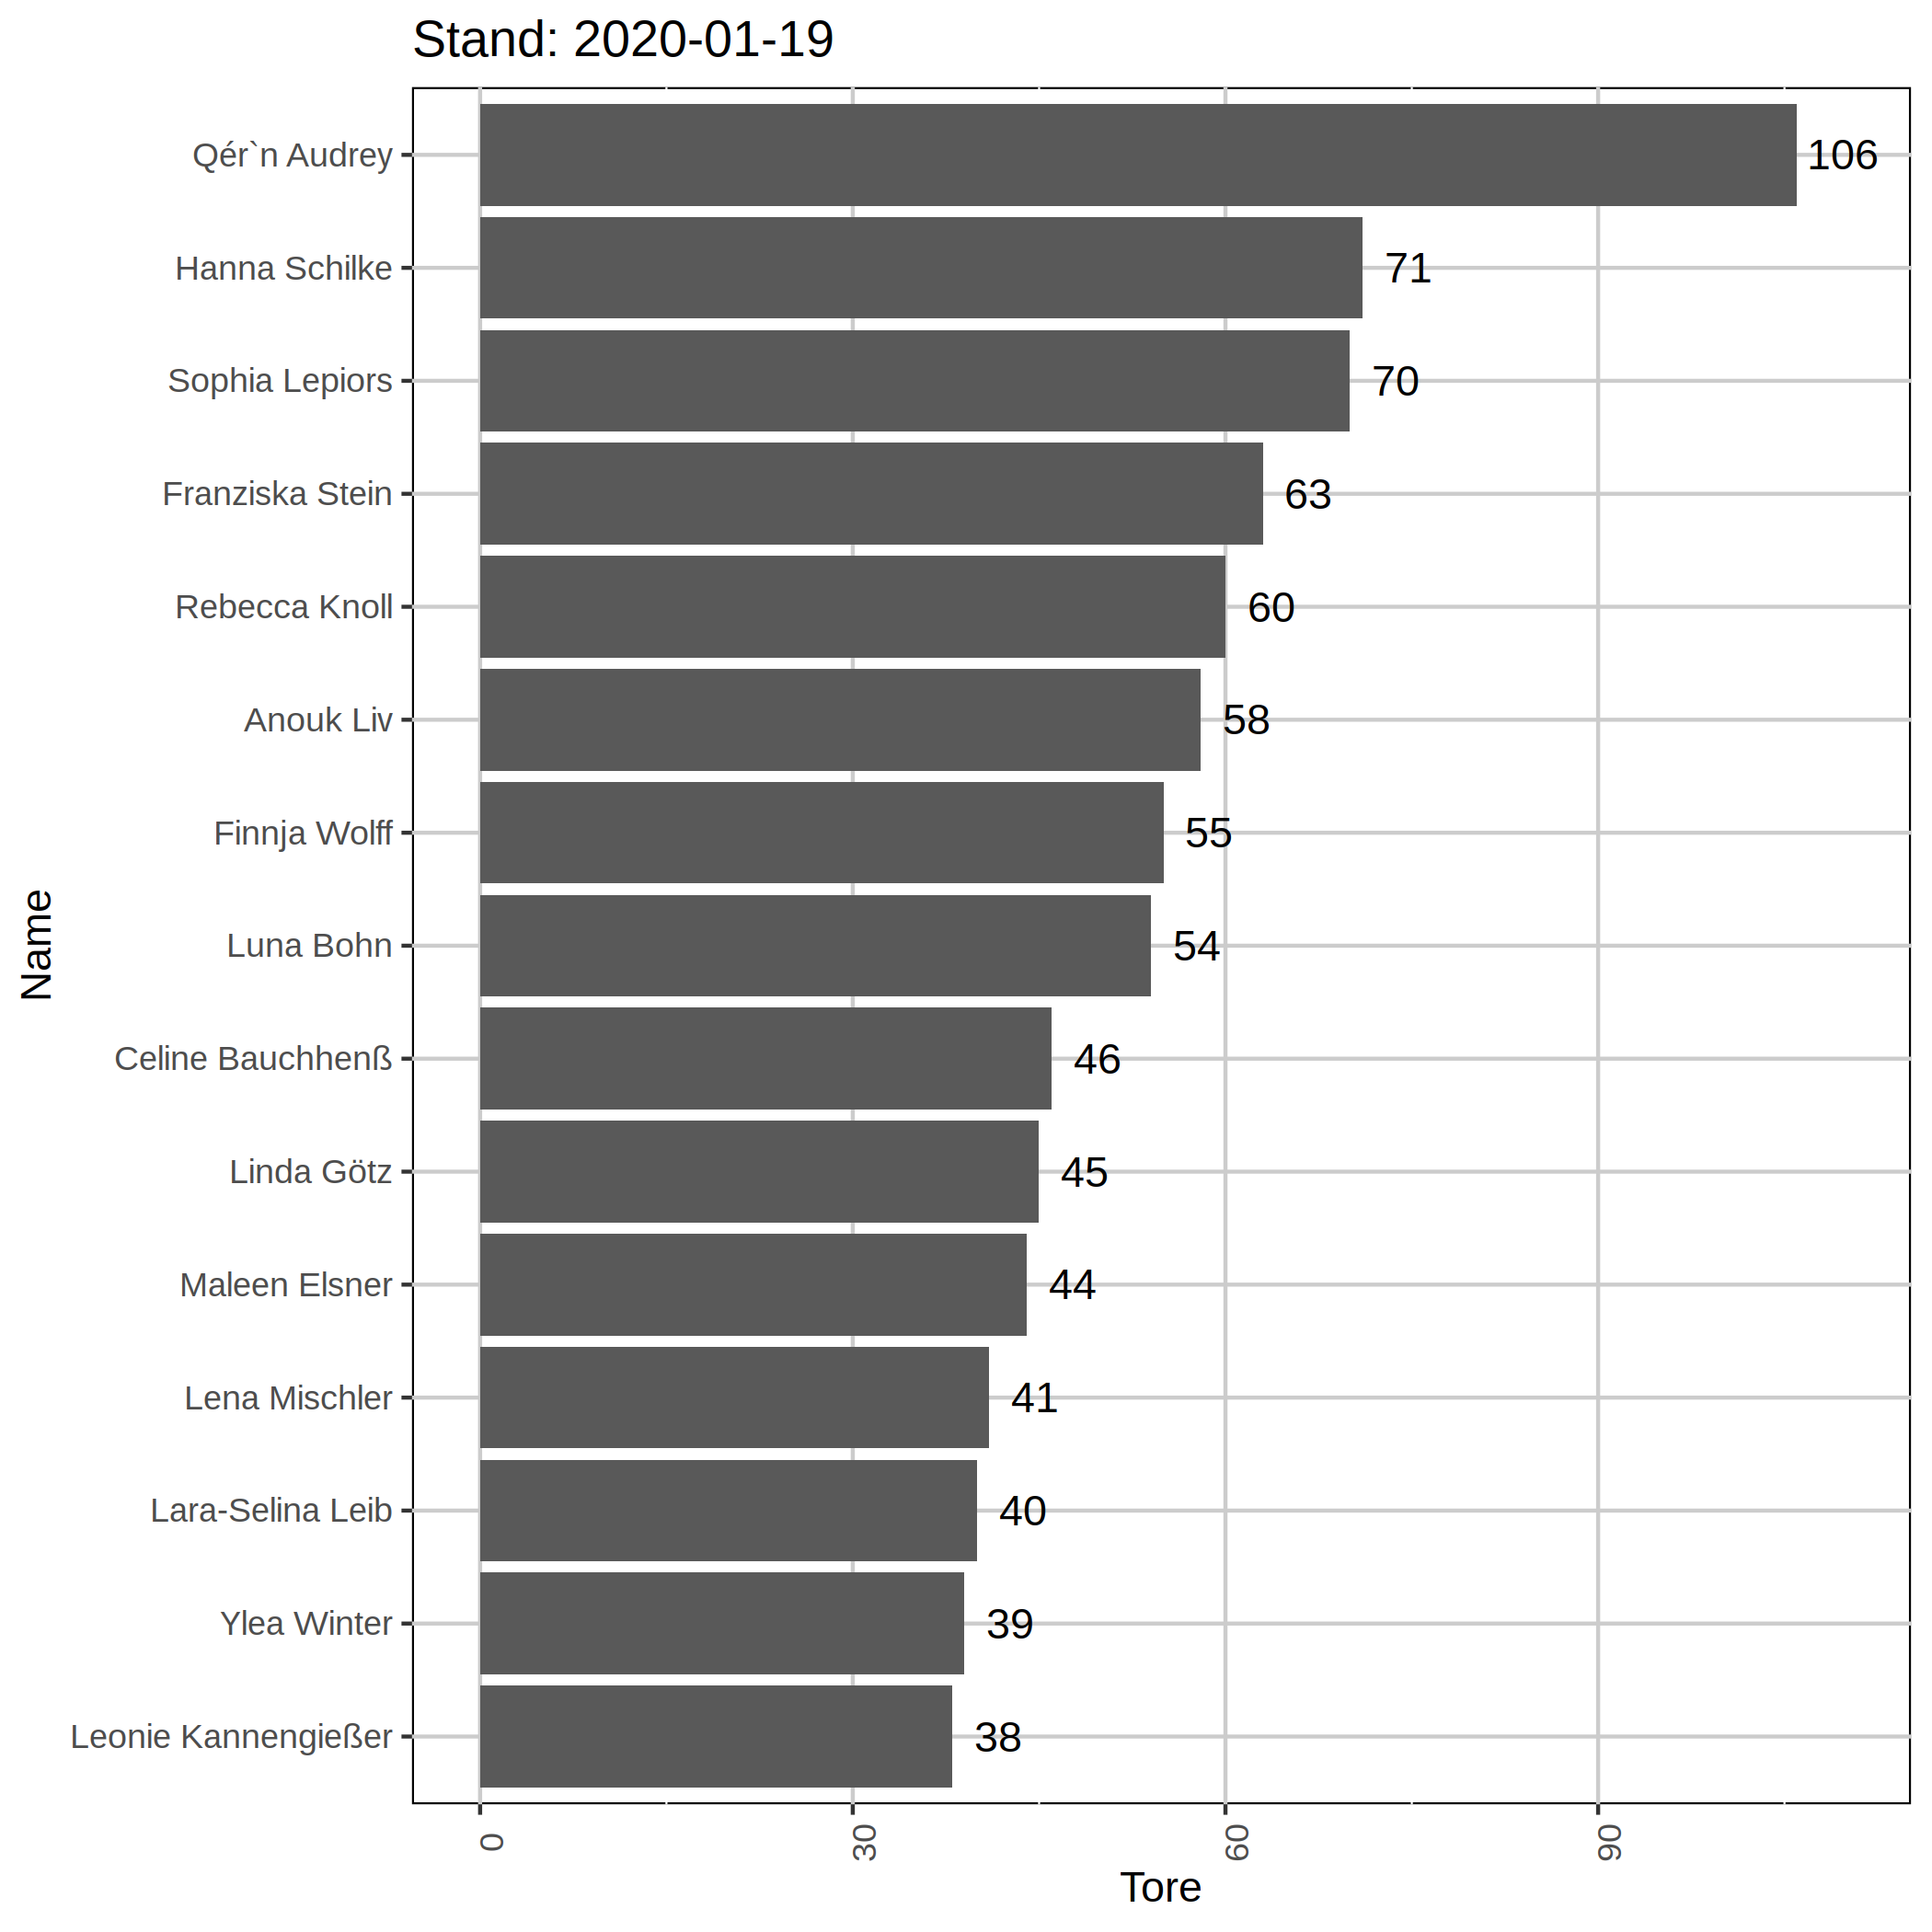 Stand: 2020-01-19
Qér`n Audrey 106
Hanna Schilke 71
Sophia Lepiors 70
Franziska Stein 63
Rebecca Knoll 60
Anouk Liv 58
Finnja Wolff 55
Luna Bohn 54
Celine Bauchhenß 46
Linda Götz 45
Maleen Elsner 44
Lena Mischler 41
Lara-Selina Leib 40
Ylea Winter 39
Leonie Kannengießer 38
Name
0 30 60 90
Tore